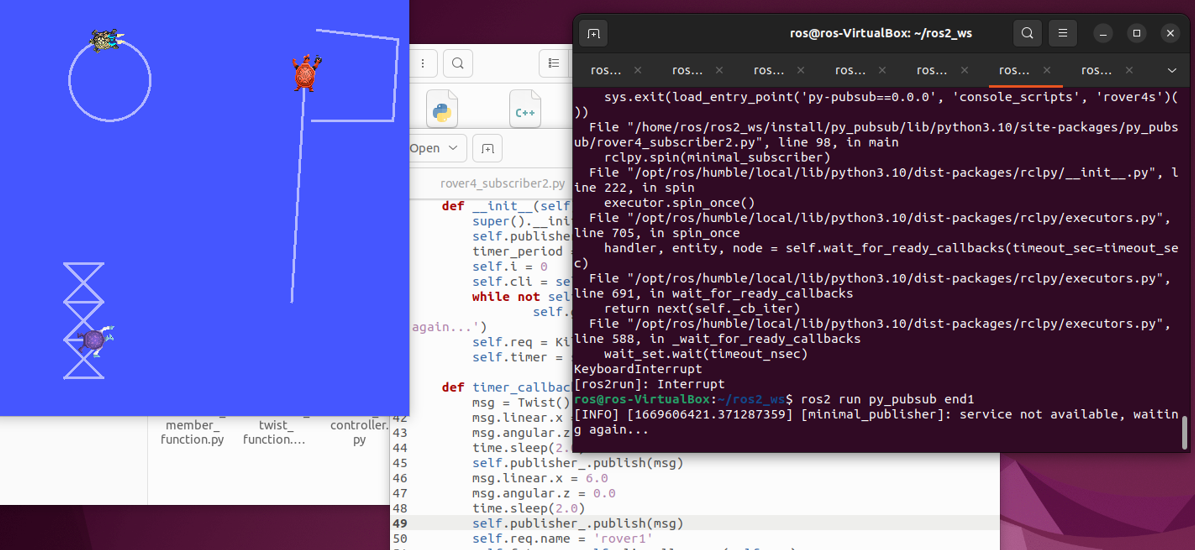 ros@ros-VirtualBox: ~/ros2_ws
ros... × ros... × ros... × ros... × ros... × ros... × ros... ×
sys.exit(load_entry_point('py-pubsub==0.0.0', 'console_scripts', 'rover4s')(
))
File "/home/ros/ros2_ws/install/py_pubsub/lib/python3.10/site-packages/py_pubs
ub/rover4_subscriber2.py", line 98, in main
rclpy.spin(minimal_subscriber)
File "/opt/ros/humble/local/lib/python3.10/dist-packages/rclpy/__init__.py", l
ine 222, in spin
executor.spin_once()
File "/opt/ros/humble/local/lib/python3.10/dist-packages/rclpy/executors.py",
line 705, in spin_once
handler, entity, node = self.wait_for_ready_callbacks(timeout_sec=timeout_se
c)
File "/opt/ros/humble/local/lib/python3.10/dist-packages/rclpy/executors.py",
line 691, in wait_for_ready_callbacks
return next(self._cb_iter)
File "/opt/ros/humble/local/lib/python3.10/dist-packages/rclpy/executors.py",
line 588, in _wait_for_ready_callbacks
wait_set.wait(timeout_nsec)
KeyboardInterrupt
[ros2run]: Interrupt
ros@ros-VirtualBox:~/ros2_ws$ ros2 run py_pubsub end1
[INFO] [1669606421.371287359] [minimal_publisher]: service not available, waitin
g again...
C++
Open
rover4_subscriber2.py
def __init__(self
super().__ini
self.publishe
timer_period =
self.i = 0
self.cli = se
while not sel
self.g
again...')
self.req = Kil
self.timer = s
def timer_callbac
msg = Twist()
42 msg.linear.x =
43 msg.angular.z
44 time.sleep(2.
45 self.publisher_.publish(msg)
46 msg.linear.x = 6.0
47 msg.angular.z = 0.0
48 time.sleep(2.0)
49 self.publisher_.publish(msg)
50 self.req.name = 'rover1'
member_
function.py
twist_
function....
controller.
py